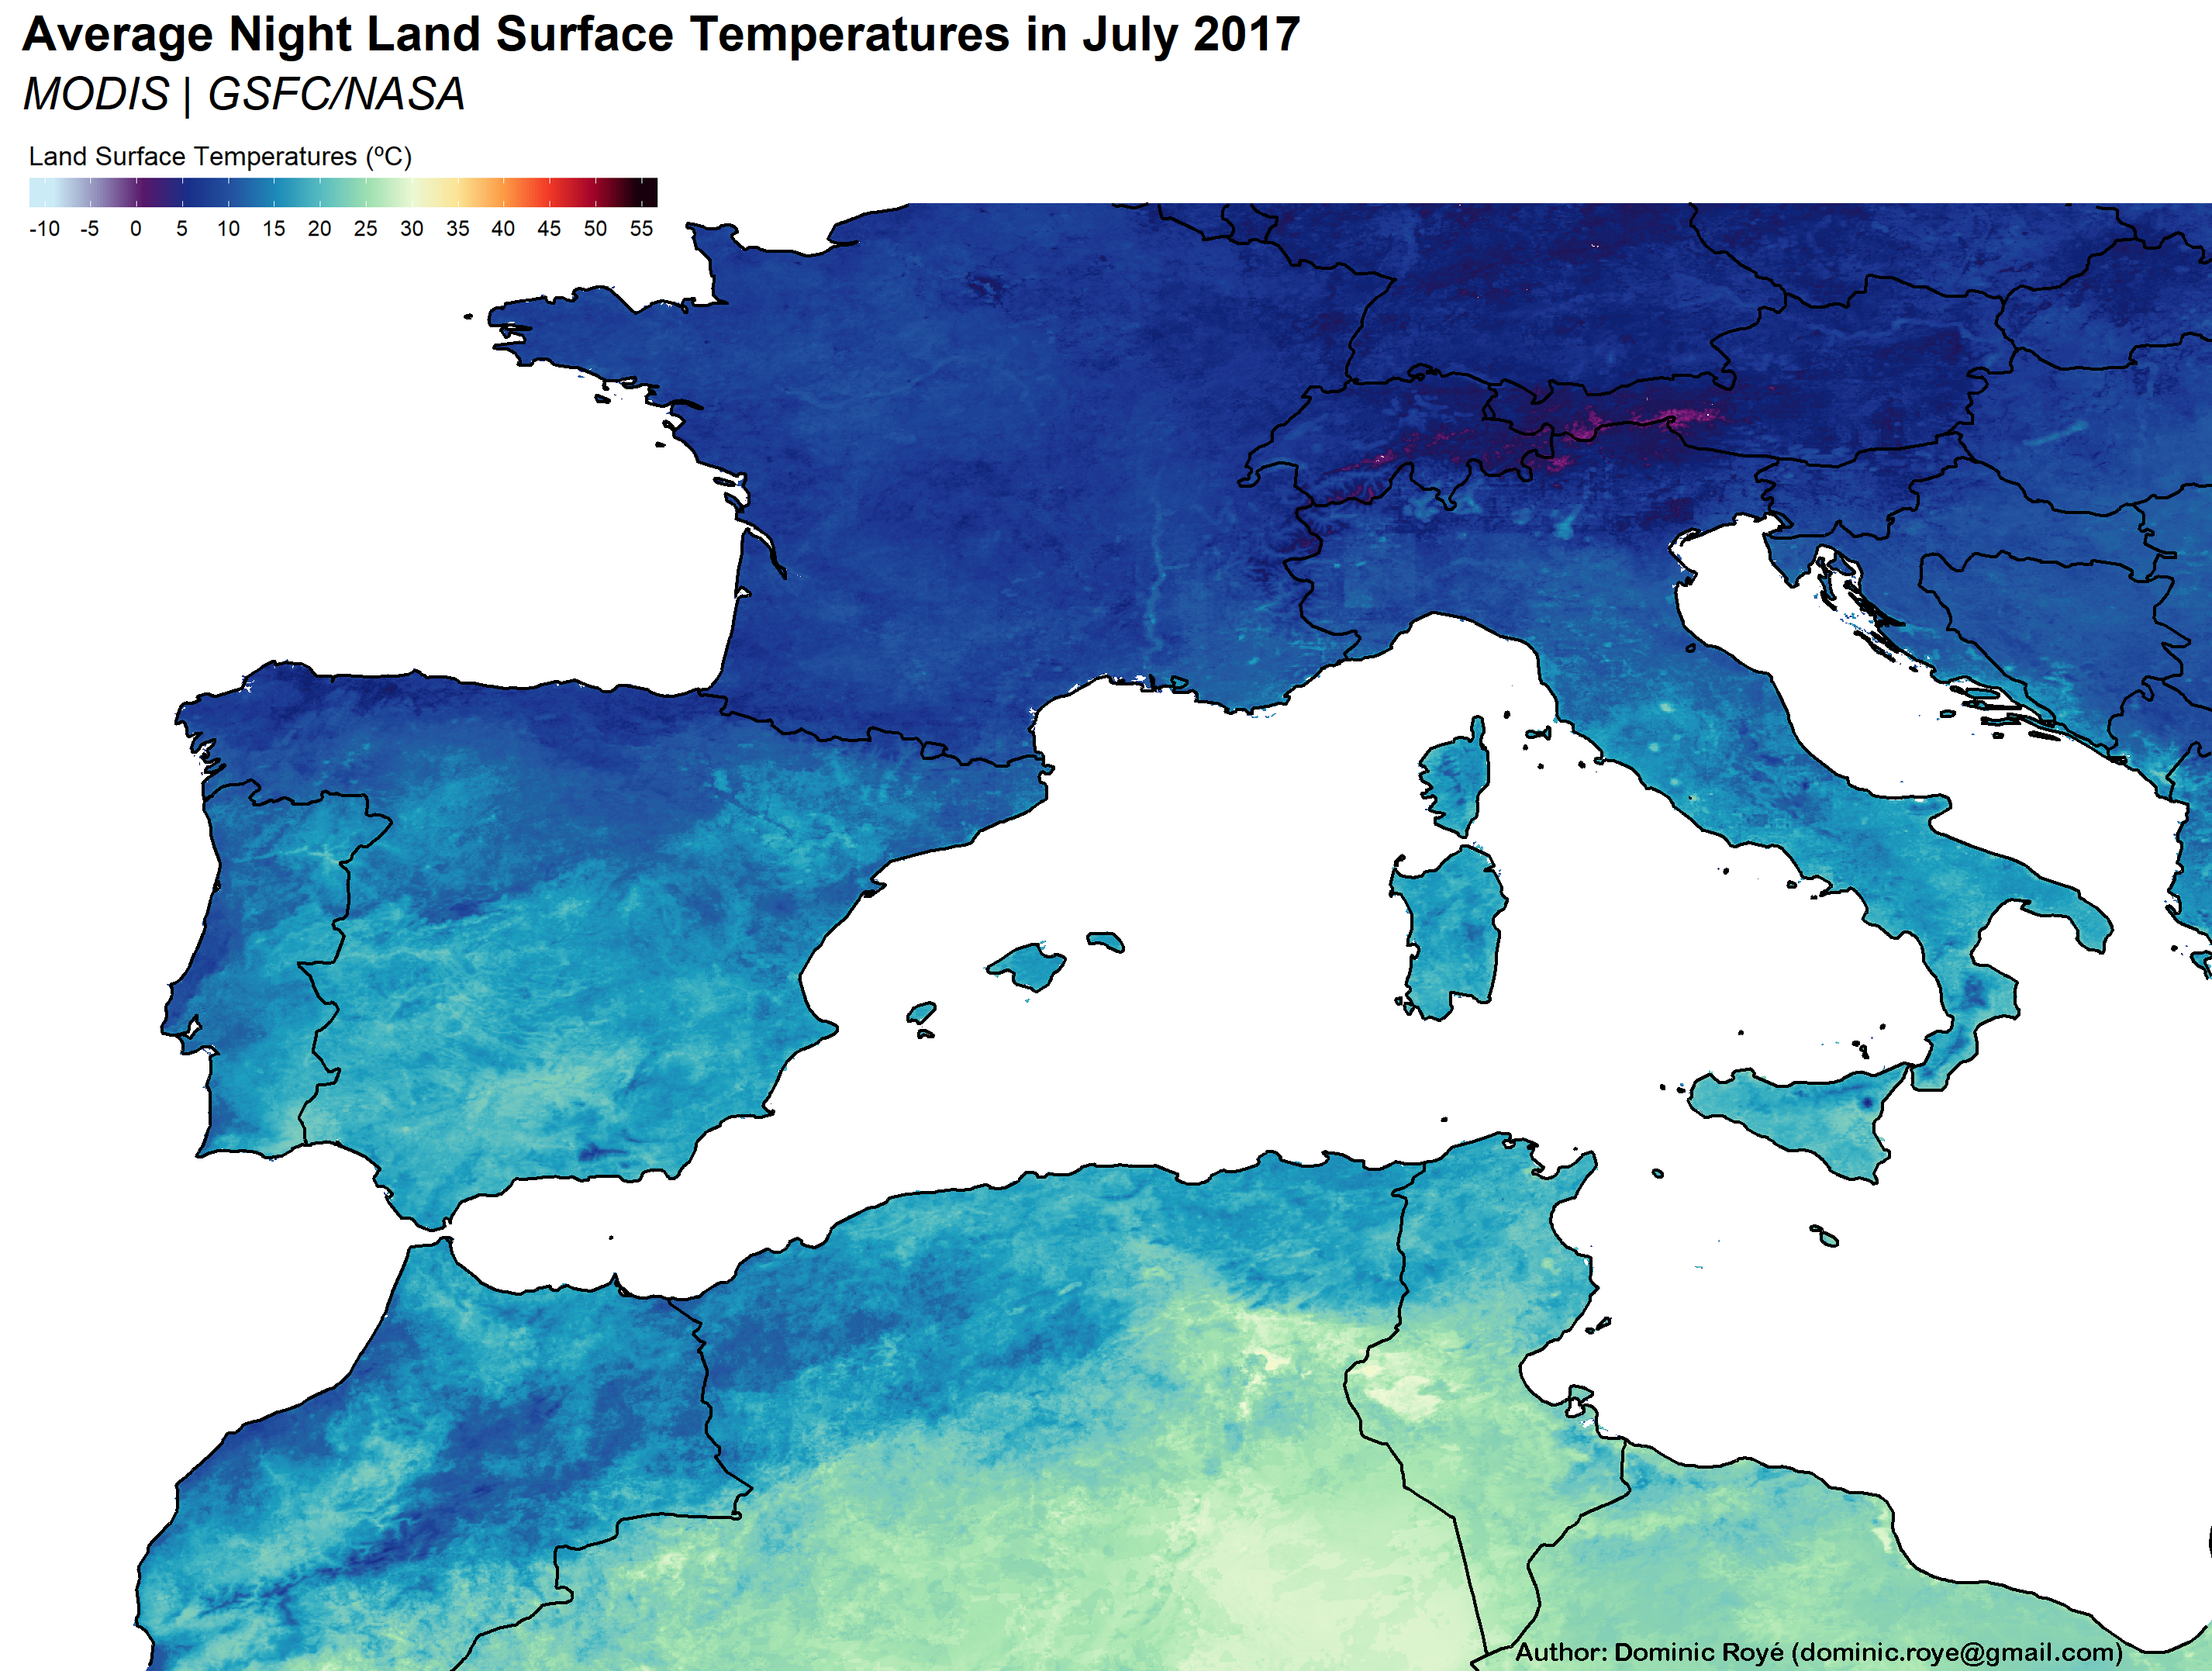 Average Night Land Surface Temperatures in July 2017
MODIS | GSFC/NASA
Land Surface Temperatures (ºC)
-10 -5 0 5 10 15 20 25 30 35 40 45 50 55
Author: Dominic Royé (dominic.roye@gmail.com)